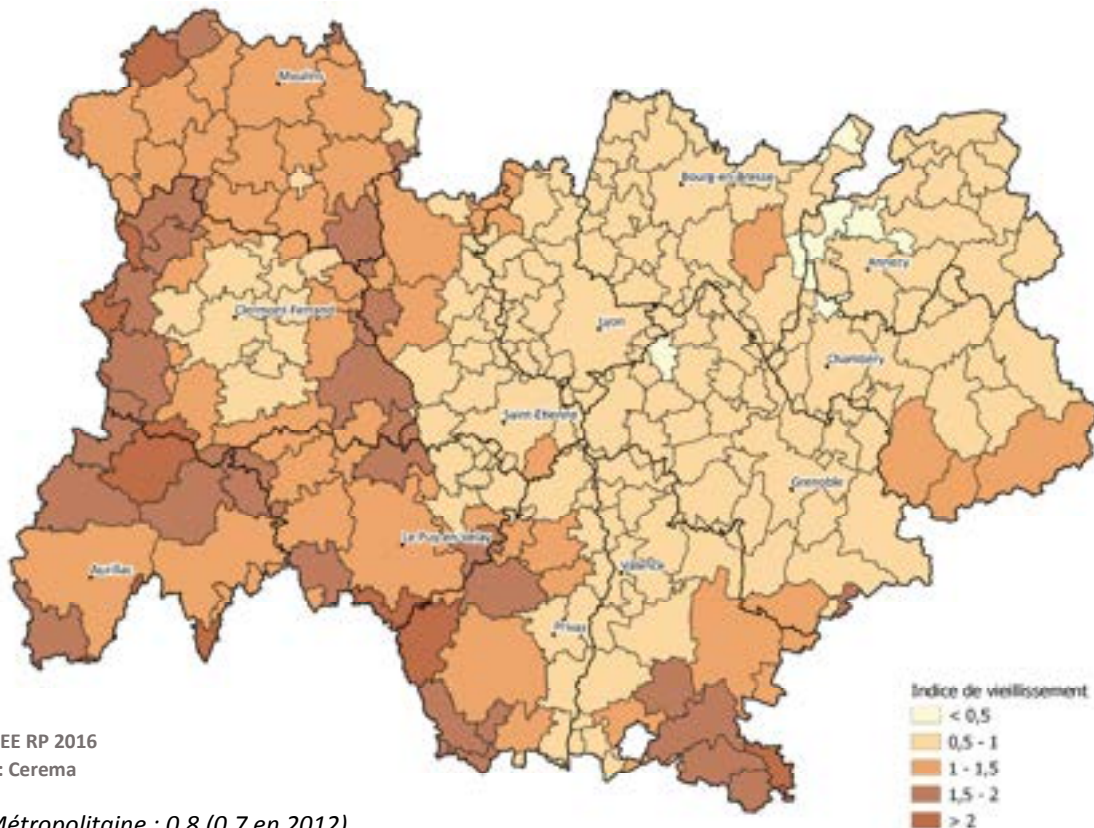 Moulins
Bourg-en-Bresse
Annecy
Clermont-Ferrand
Lyon
Chambéry
Saint-Etienne
Grenoble
Le Puy-en-Velay
Aurillac
Valence
Privas
Indice de vieillissement
< 0,5
0,5 - 1
1 - 1,5
1,5 - 2
> 2
EE RP 2016
: Cerema
Métropolitaine : 0,8 (0,7 en 2012)